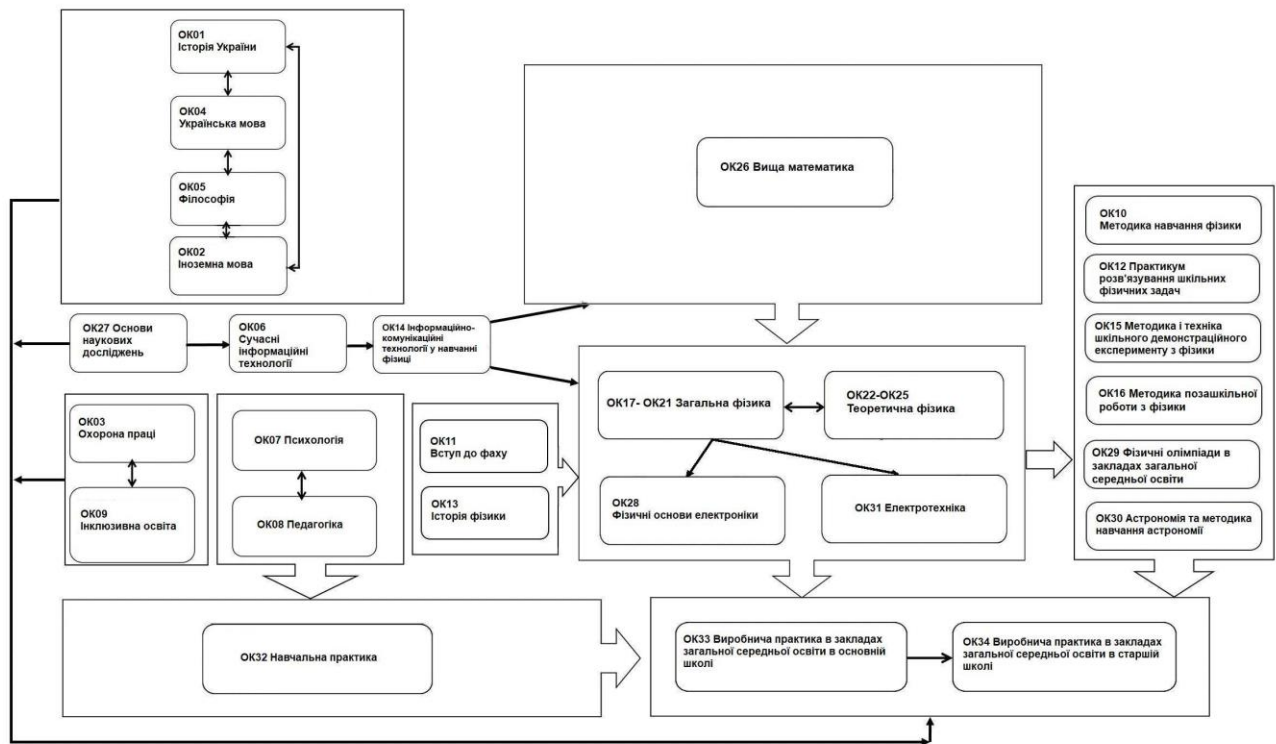 ОК01
Історія України
ОК04
Українська мова
ОК05
Філософія
ОК02
Іноземна мова
ОК26 Вища математика
ОК10
Методика навчання фізики
ОК12 Практикум
розв'язування шкільних
фізичних задач
ОК15 Методика і техніка
шкільного демонстраційного
експерименту з фізики
ОК16 Методика позашкільної
роботи з фізики
ОК29 Фізичні олімпіади в
закладах загальної
середньої освіти
ОК30 Астрономія та методика
навчання астрономії
ОК27 Основи
наукових
досліджень
ОК06
Сучасні
інформаційні
технології
ОК14 Інформаційно-
комунікаційні
технології у навчанні
фізиці
ОК17- ОК21 Загальна фізика
ОК22-ОК25
Теоретична фізика
ОК28
Фізичні основи електроніки
ОК31 Електротехніка
ОК03
Охорона праці
ОК09
Інклюзивна освіта
ОК07 Психологія
ОК08 Педагогіка
ОК11
Вступ до фаху
ОК13
Історія фізики
ОК32 Навчальна практика
ОК33 Виробнича практика в закладах
загальної середньої освіти в основній
школі
ОК34 Виробнича практика в закладах
загальної середньої освіти в старшій
школі